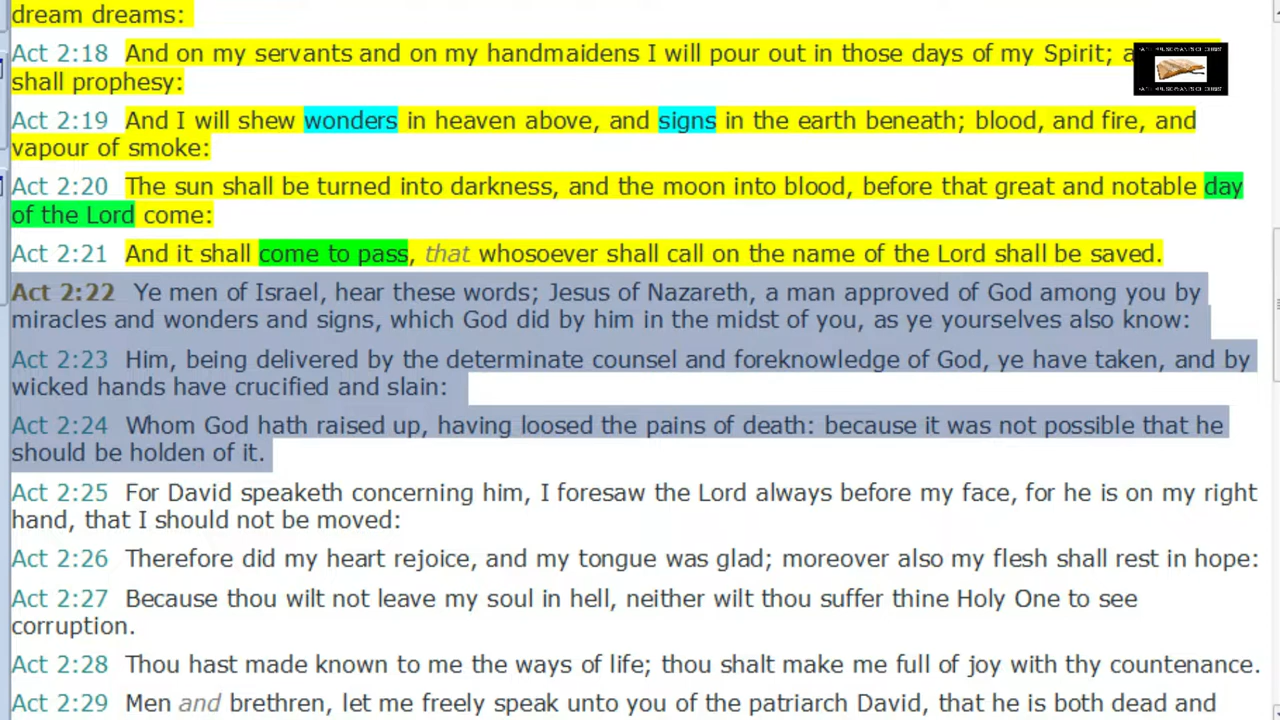 dream dreams:
Act 2:18 And on my servants and on my handmaidens I will pour out in those days of my Spirit;
shall prophesy:
Act 2:19 And I will shew wonders in heaven above, and signs in the earth beneath; blood, and fire, and
vapour of smoke:
Act 2:20 The sun shall be turned into darkness, and the moon into blood, before that great and notable day
of the Lord come:
Act 2:21 And it shall come to pass, that whosoever shall call on the name of the Lord shall be saved.
Act 2:22 Ye men of Israel, hear these words; Jesus of Nazareth, a man approved of God among you by
miracles and wonders and signs, which God did by him in the midst of you, as ye yourselves also know:
Act 2:23 Him, being delivered by the determinate counsel and foreknowledge of God, ye have taken, and by
wicked hands have crucified and slain:
Act 2:24 Whom God hath raised up, having loosed the pains of death: because it was not possible that he
should be holden of it.
Act 2:25 For David speaketh concerning him, I foresaw the Lord always before my face, for he is on my right
hand, that I should not be moved:
Act 2:26 Therefore did my heart rejoice, and my tongue was glad; moreover also my flesh shall rest in hope:
Act 2:27 Because thou wilt not leave my soul in hell, neither wilt thou suffer thine Holy One to see
corruption.
Act 2:28 Thou hast made known to me the ways of life; thou shalt make me full of joy with thy countenance.
Act 2:29 Men and brethren, let me freely speak unto you of the patriarch David, that he is both dead and